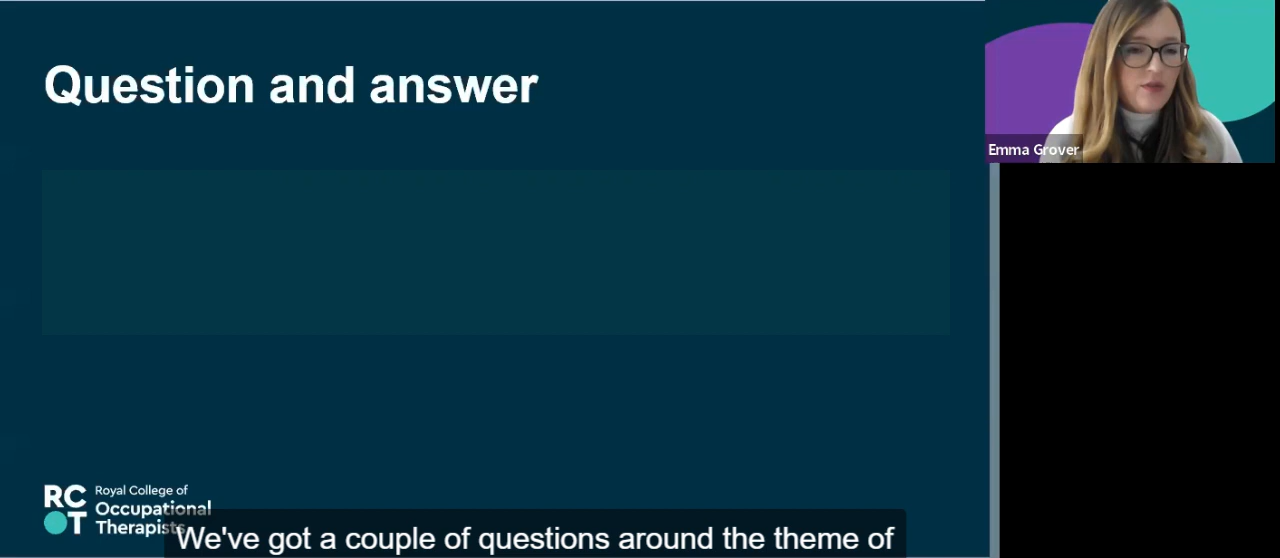 Question and answer
Emma Grover
RC
OT
Royal College of
Occupational
Therapists
We've got a couple of questions around the theme of